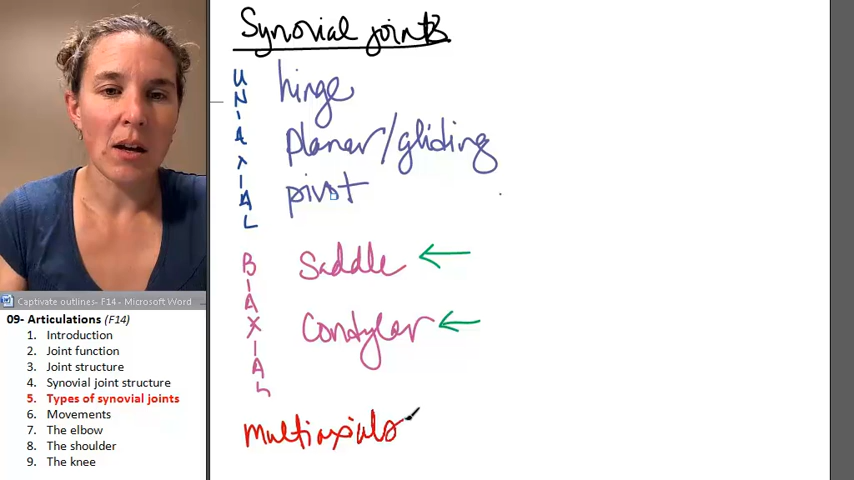 Synovial joints
UNIAXIAL
hinge
planar/gliding
pivot
BIAXIAL
Saddle
Condylar
multiaxials
Captivate outlines- F14 - Microsoft Word
09- Articulations (F14)
1. Introduction
2. Joint function
3. Joint structure
4. Synovial joint structure
5. Types of synovial joints
6. Movements
7. The elbow
8. The shoulder
9. The knee